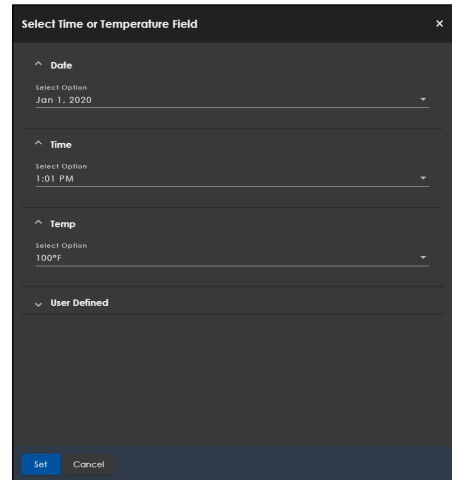 Select Time or Temperature Field
Date
Select Option
Jan 1, 2020
Time
Select Option
1:01 PM
Temp
Select Option
100°F
User Defined
Set Cancel